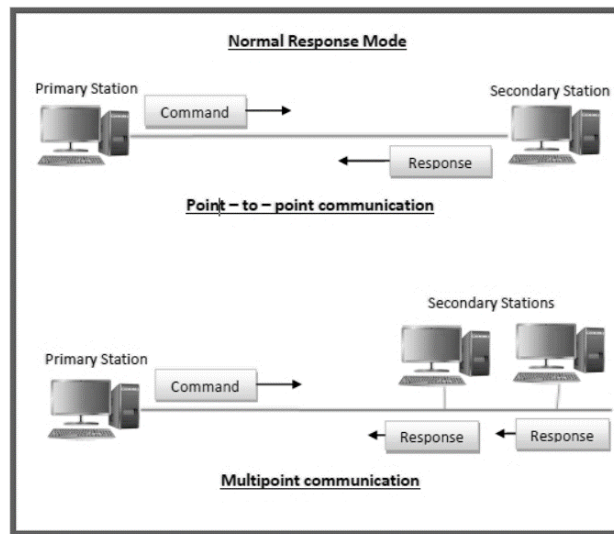 Normal Response Mode
Primary Station
Secondary Station
Command
Response
Point – to – point communication
Secondary Stations
Primary Station
Command
Response
Response
Multipoint communication